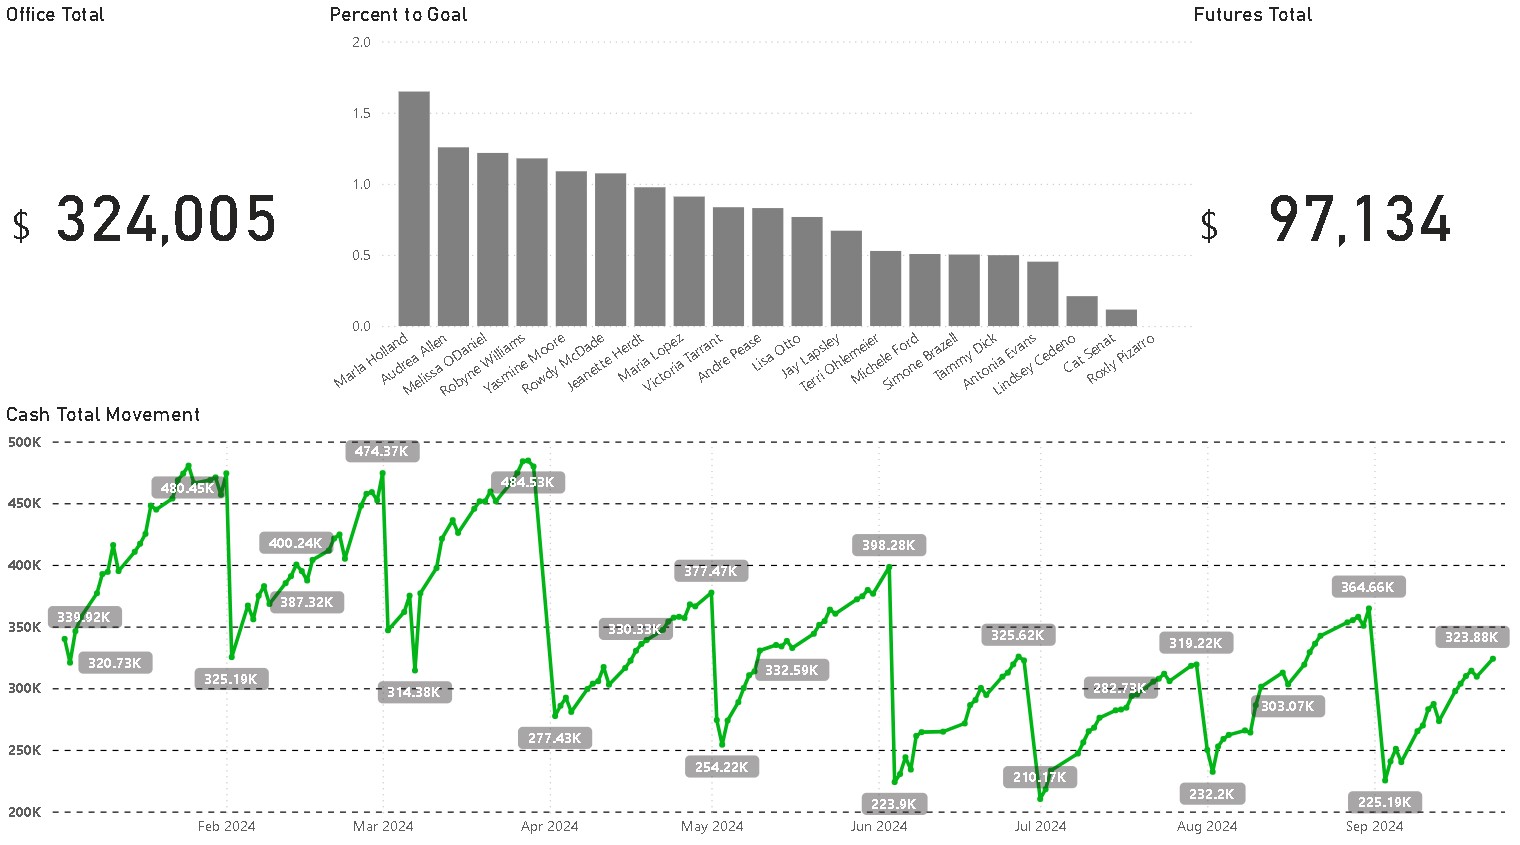 Office Total
Percent to Goal
Futures Total
2.0
1.5
1.0
0.5
0.0
$ 324,005
$ 97,134
Marla Holland
Audrea Allen
Melissa ODaniel
Robyne Williams
Yasmine Moore
Rowdy McDade
Jeanette Herdt
Maria Lopez
Victoria Tarrant
Andre Pease
Lisa Otto
Jay Lapsley
Terri Ohlemeier
Michele Ford
Simone Brazell
Tammy Dick
Antonia Evans
Lindsey Cedeno
Cat Senat
Roxly Pizarro
Cash Total Movement
500K
450K
400K
350K
300K
250K
200K
339.92K
320.73K
480.45K
325.19K
400.24K
387.32K
474.37K
314.38K
484.53K
277.43K
330.33K
377.47K
254.22K
332.59K
398.28K
223.9K
325.62K
210.17K
282.73K
319.22K
232.2K
303.07K
364.66K
225.19K
323.88K
Feb 2024
Mar 2024
Apr 2024
May 2024
Jun 2024
Jul 2024
Aug 2024
Sep 2024